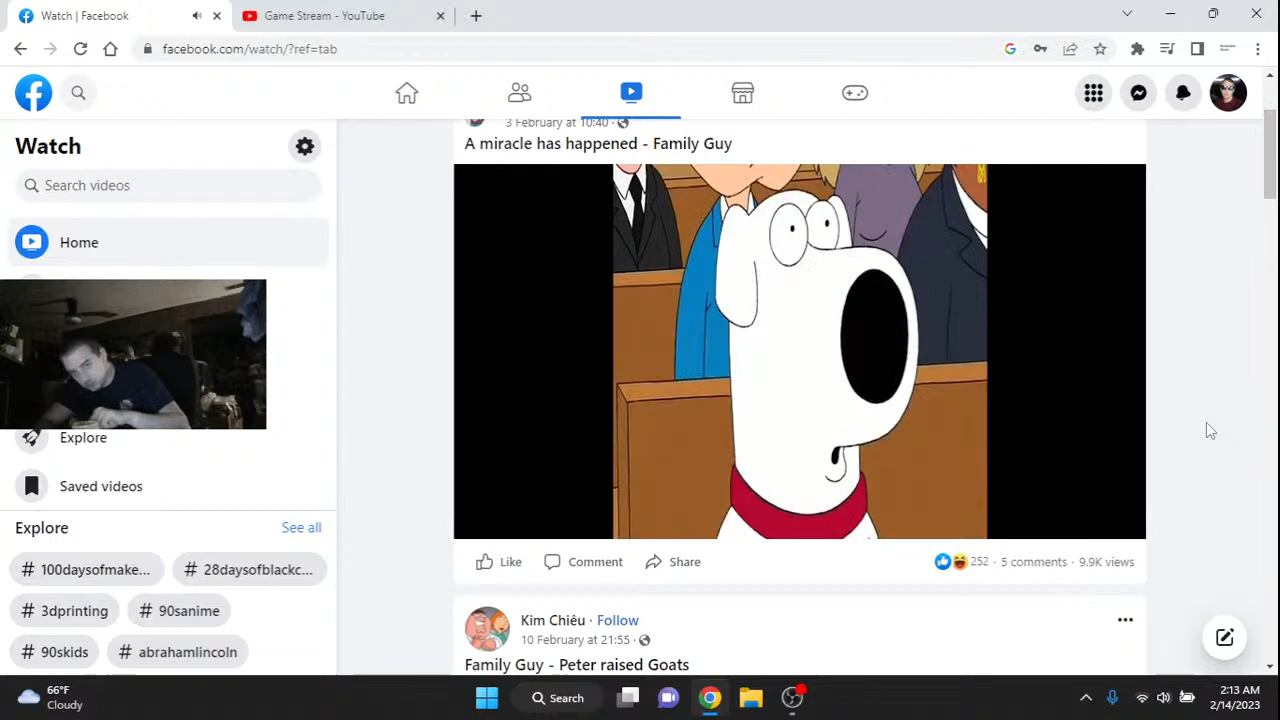 Watch | Facebook
Game Stream - YouTube
facebook.com/watch/?ref=tab
Watch
Search videos
Home
Explore
Saved videos
Explore
See all
# 100daysofmake...
# 28daysofblackc...
# 3dprinting
# 90sanime
# 90skids
# abrahamlincoln
3 February at 10:40 ·
A miracle has happened - Family Guy
Like
Comment
Share
252 · 5 comments · 9.9K views
Kim Chiêu · Follow
10 February at 21:55 ·
Family Guy - Peter raised Goats
66°F
Cloudy
Search
2:13 AM
2/14/2023